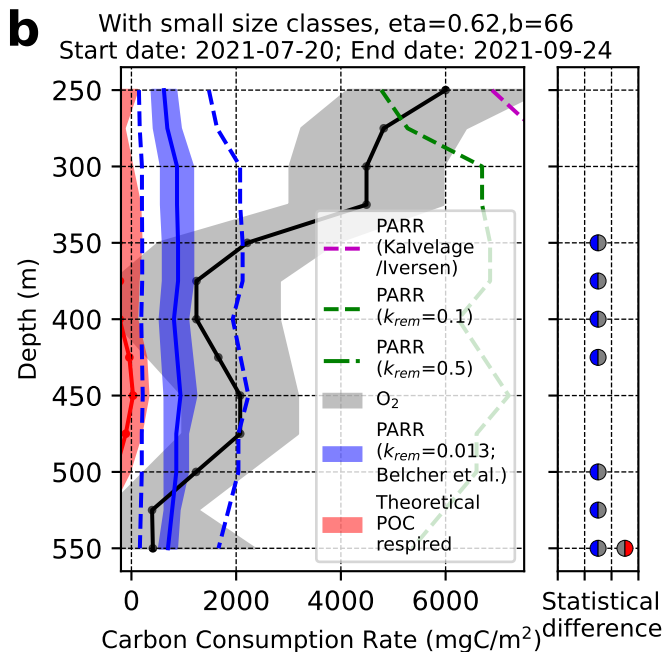 b
With small size classes, eta=0.62,b=66
Start date: 2021-07-20; End date: 2021-09-24
250
300
350
400
450
500
550
Depth (m)
0
2000
4000
6000
Carbon Consumption Rate (mgC/m²)
PARR
(Kalvelage
/Iversen)
PARR
(k_rem=0.1)
PARR
(k_rem=0.5)
O₂
PARR
(k_rem=0.013;
Belcher et al.)
Theoretical
POC
respired
Statistical
difference